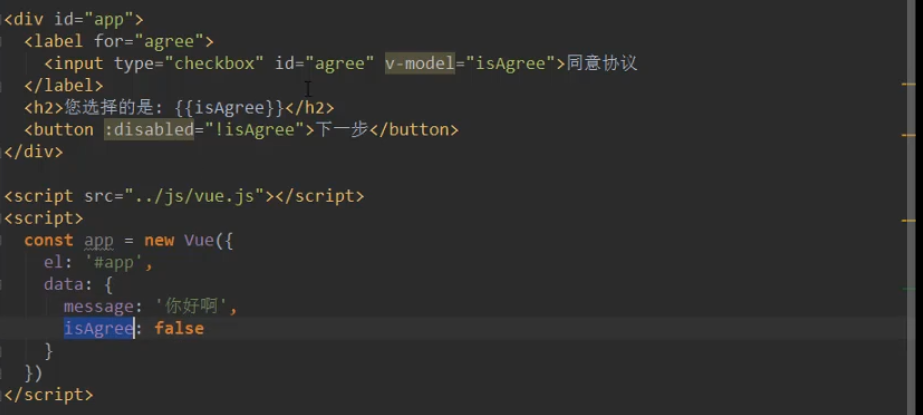 <div id="app">
  <label for="agree">
    <input type="checkbox" id="agree" v-model="isAgree">同意协议
  </label>
  <h2>您选择的是: {{isAgree}}</h2>
  <button :disabled="!isAgree">下一步</button>
</div>

<script src="../js/vue.js"></script>
<script>
  const app = new Vue({
    el: '#app',
    data: {
      message: '你好啊',
      isAgree: false
    }
  })
</script>